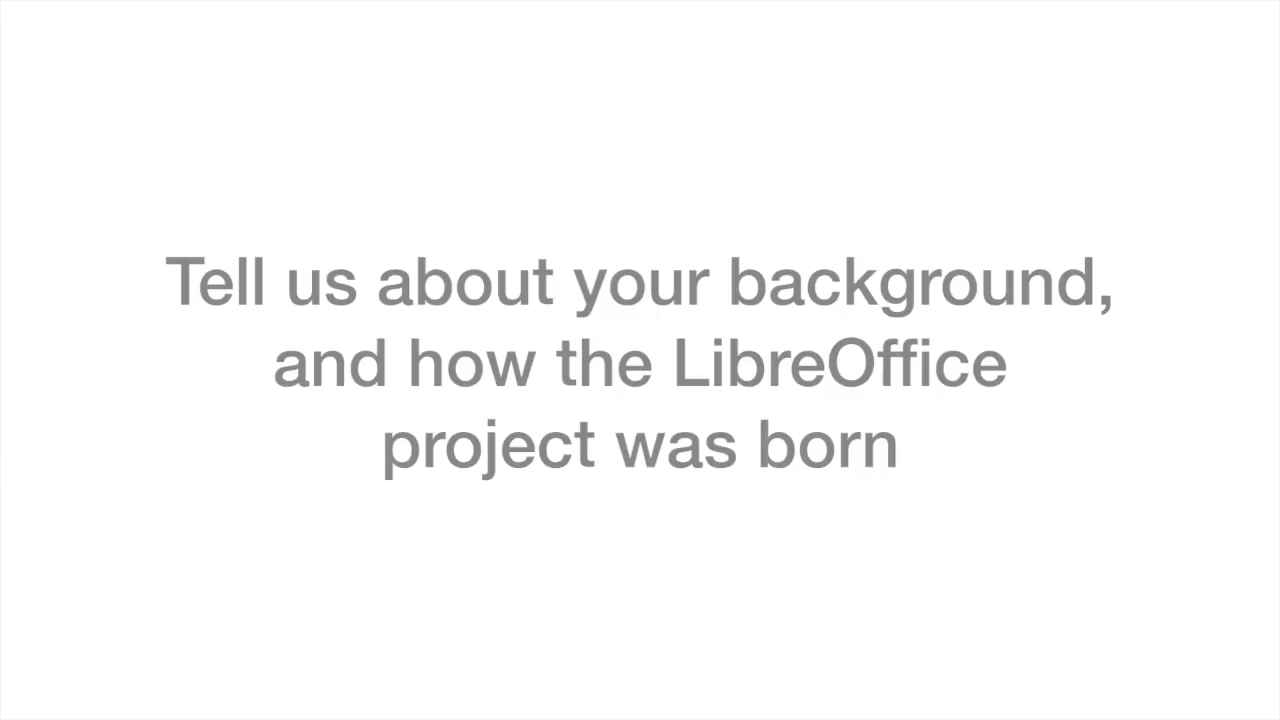 Tell us about your background,
and how the LibreOffice
project was born